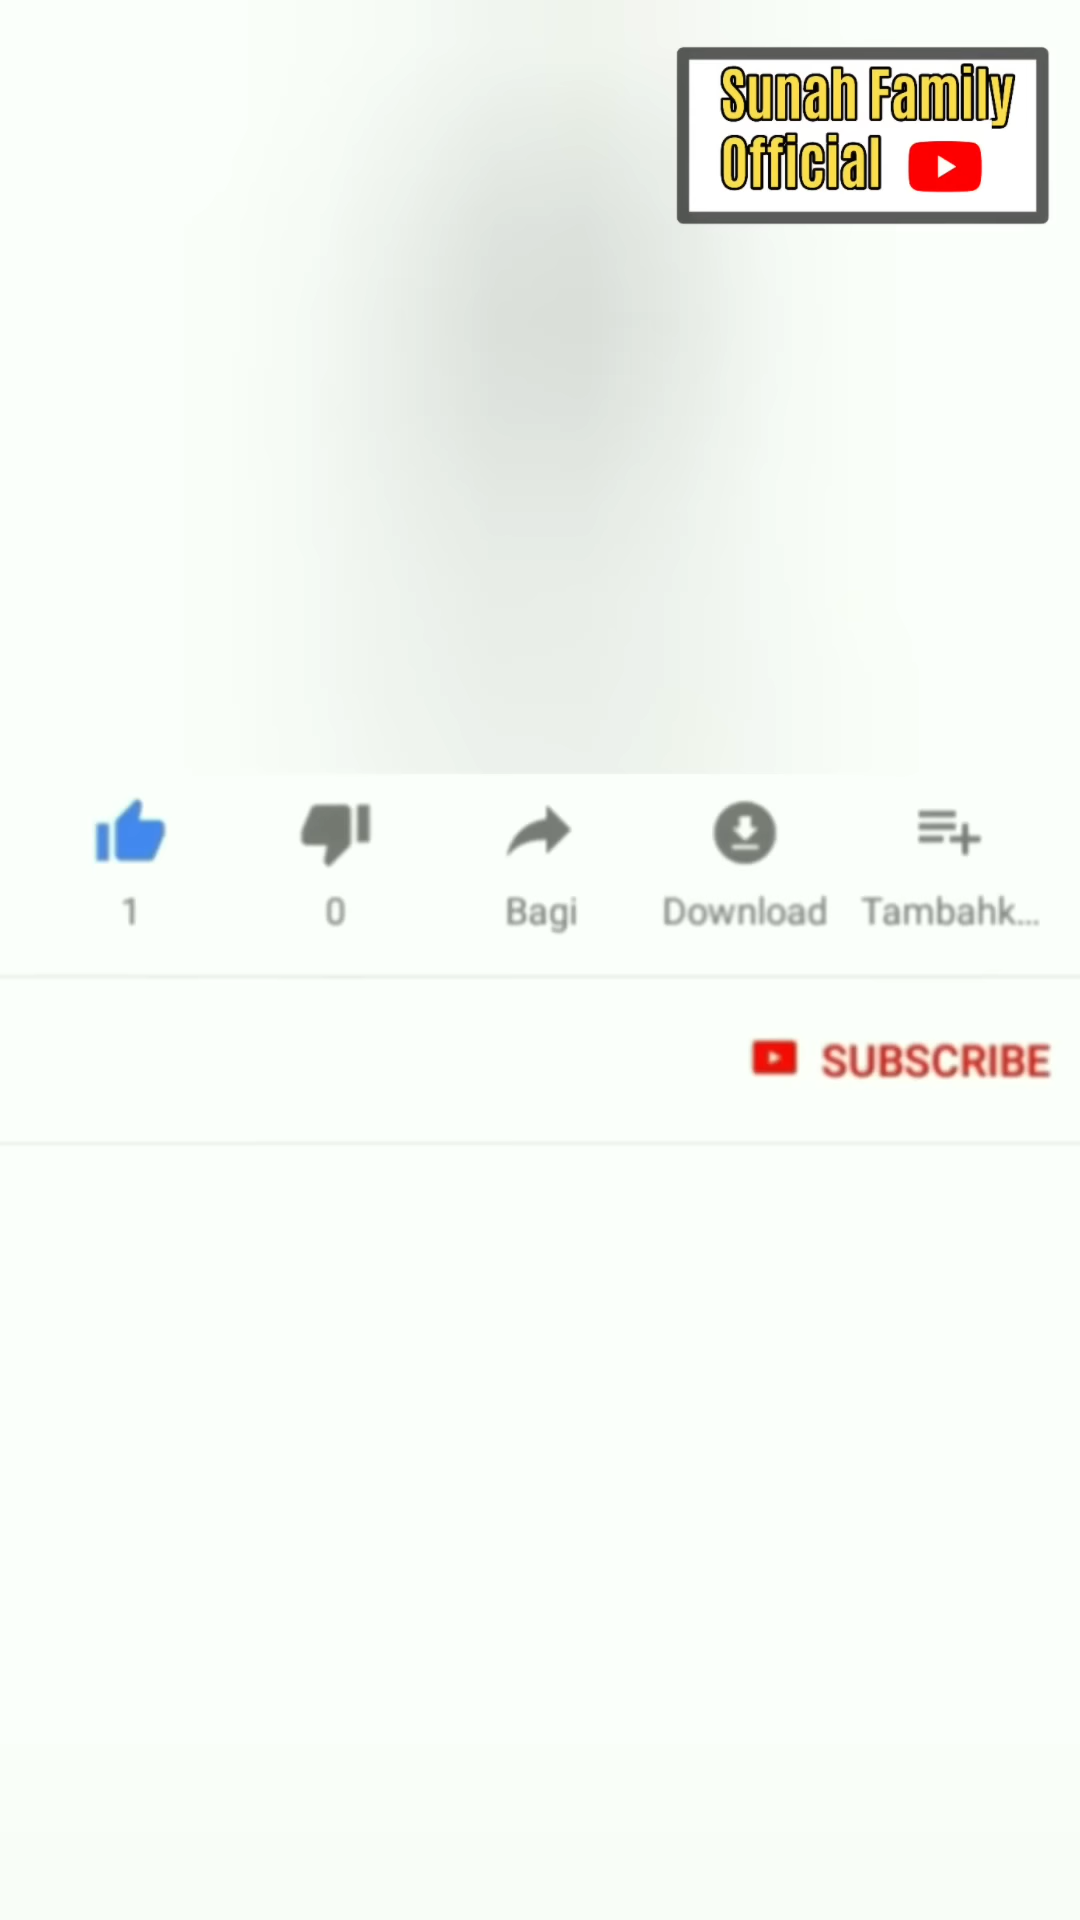 Sunah Family
Official
1
0
Bagi
Download
Tambahk...
SUBSCRIBE